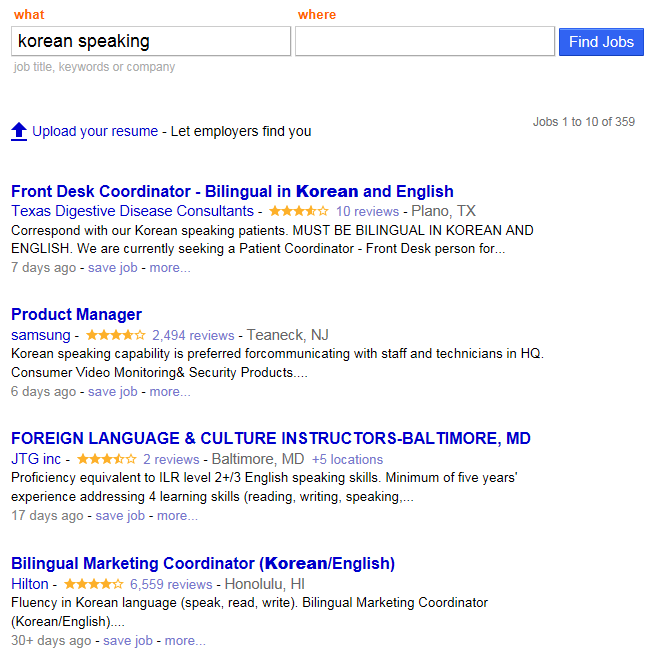 what where
korean speaking Find Jobs
job title, keywords or company
Jobs 1 to 10 of 359
Upload your resume - Let employers find you
Front Desk Coordinator - Bilingual in Korean and English
Texas Digestive Disease Consultants - 10 reviews - Plano, TX
Correspond with our Korean speaking patients. MUST BE BILINGUAL IN KOREAN AND
ENGLISH. We are currently seeking a Patient Coordinator - Front Desk person for...
7 days ago - save job - more...
Product Manager
samsung - 2,494 reviews - Teaneck, NJ
Korean speaking capability is preferred forcommunicating with staff and technicians in HQ.
Consumer Video Monitoring& Security Products....
6 days ago - save job - more...
FOREIGN LANGUAGE & CULTURE INSTRUCTORS-BALTIMORE, MD
JTG inc - 2 reviews - Baltimore, MD +5 locations
Proficiency equivalent to ILR level 2+/3 English speaking skills. Minimum of five years'
experience addressing 4 learning skills (reading, writing, speaking,...
17 days ago - save job - more...
Bilingual Marketing Coordinator (Korean/English)
Hilton - 6,559 reviews - Honolulu, HI
Fluency in Korean language (speak, read, write). Bilingual Marketing Coordinator
(Korean/English)....
30+ days ago - save job - more...